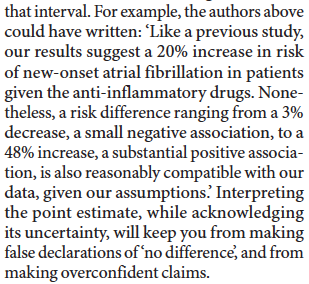 that interval. For example, the authors above
could have written: ‘Like a previous study,
our results suggest a 20% increase in risk
of new-onset atrial fibrillation in patients
given the anti-inflammatory drugs. None-
theless, a risk difference ranging from a 3%
decrease, a small negative association, to a
48% increase, a substantial positive associa-
tion, is also reasonably compatible with our
data, given our assumptions.’ Interpreting
the point estimate, while acknowledging
its uncertainty, will keep you from making
false declarations of ‘no difference’, and from
making overconfident claims.